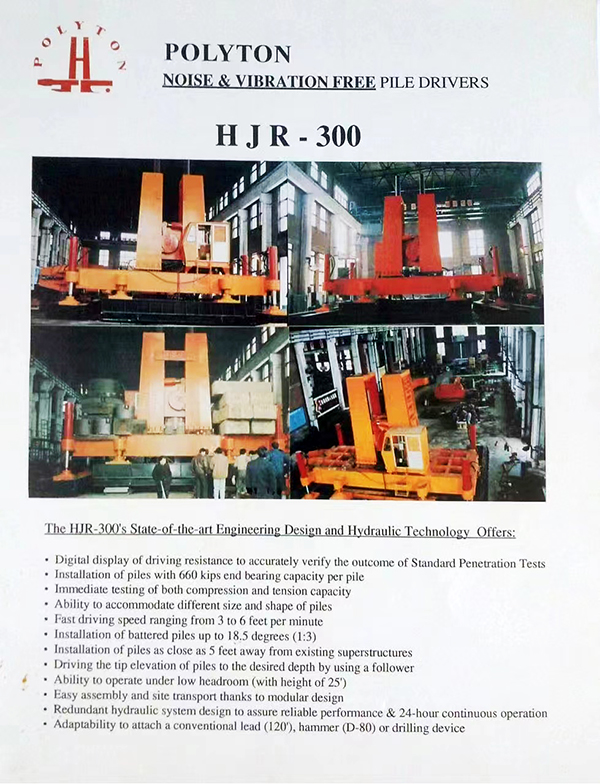 POLYTON
POLYTON
NOISE & VIBRATION FREE PILE DRIVERS
HJR - 300
The HJR-300's State-of-the-art Engineering Design and Hydraulic Technology Offers:
• Digital display of driving resistance to accurately verify the outcome of Standard Penetration Tests
• Installation of piles with 660 kips end bearing capacity per pile
• Immediate testing of both compression and tension capacity
• Ability to accommodate different size and shape of piles
• Fast driving speed ranging from 3 to 6 feet per minute
• Installation of battered piles up to 18.5 degrees (1:3)
• Installation of piles as close as 5 feet away from existing superstructures
• Driving the tip elevation of piles to the desired depth by using a follower
• Ability to operate under low headroom (with height of 25')
• Easy assembly and site transport thanks to modular design
• Redundant hydraulic system design to assure reliable performance & 24-hour continuous operation
• Adaptability to attach a conventional lead (120'), hammer (D-80) or drilling device